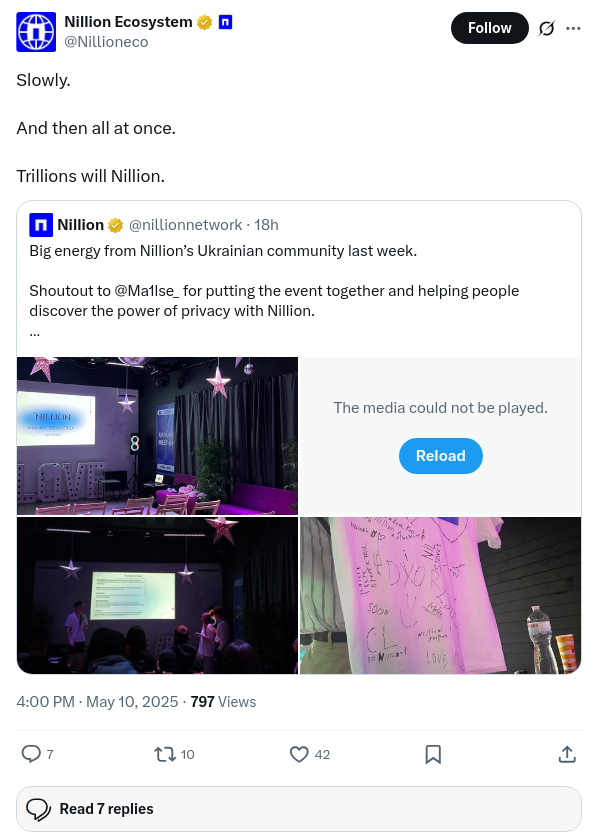 Nillion Ecosystem
@Nillioneco
Follow
Slowly.
And then all at once.
Trillions will Nillion.
Nillion @nillionnetwork · 18h
Big energy from Nillion’s Ukrainian community last week.
Shoutout to @Ma1lse_ for putting the event together and helping people
discover the power of privacy with Nillion.
...
NILLION
LOVE
The media could not be played.
Reload
DXOR
SOON
CL
LOVE
4:00 PM · May 10, 2025 · 797 Views
7
10
42
Read 7 replies